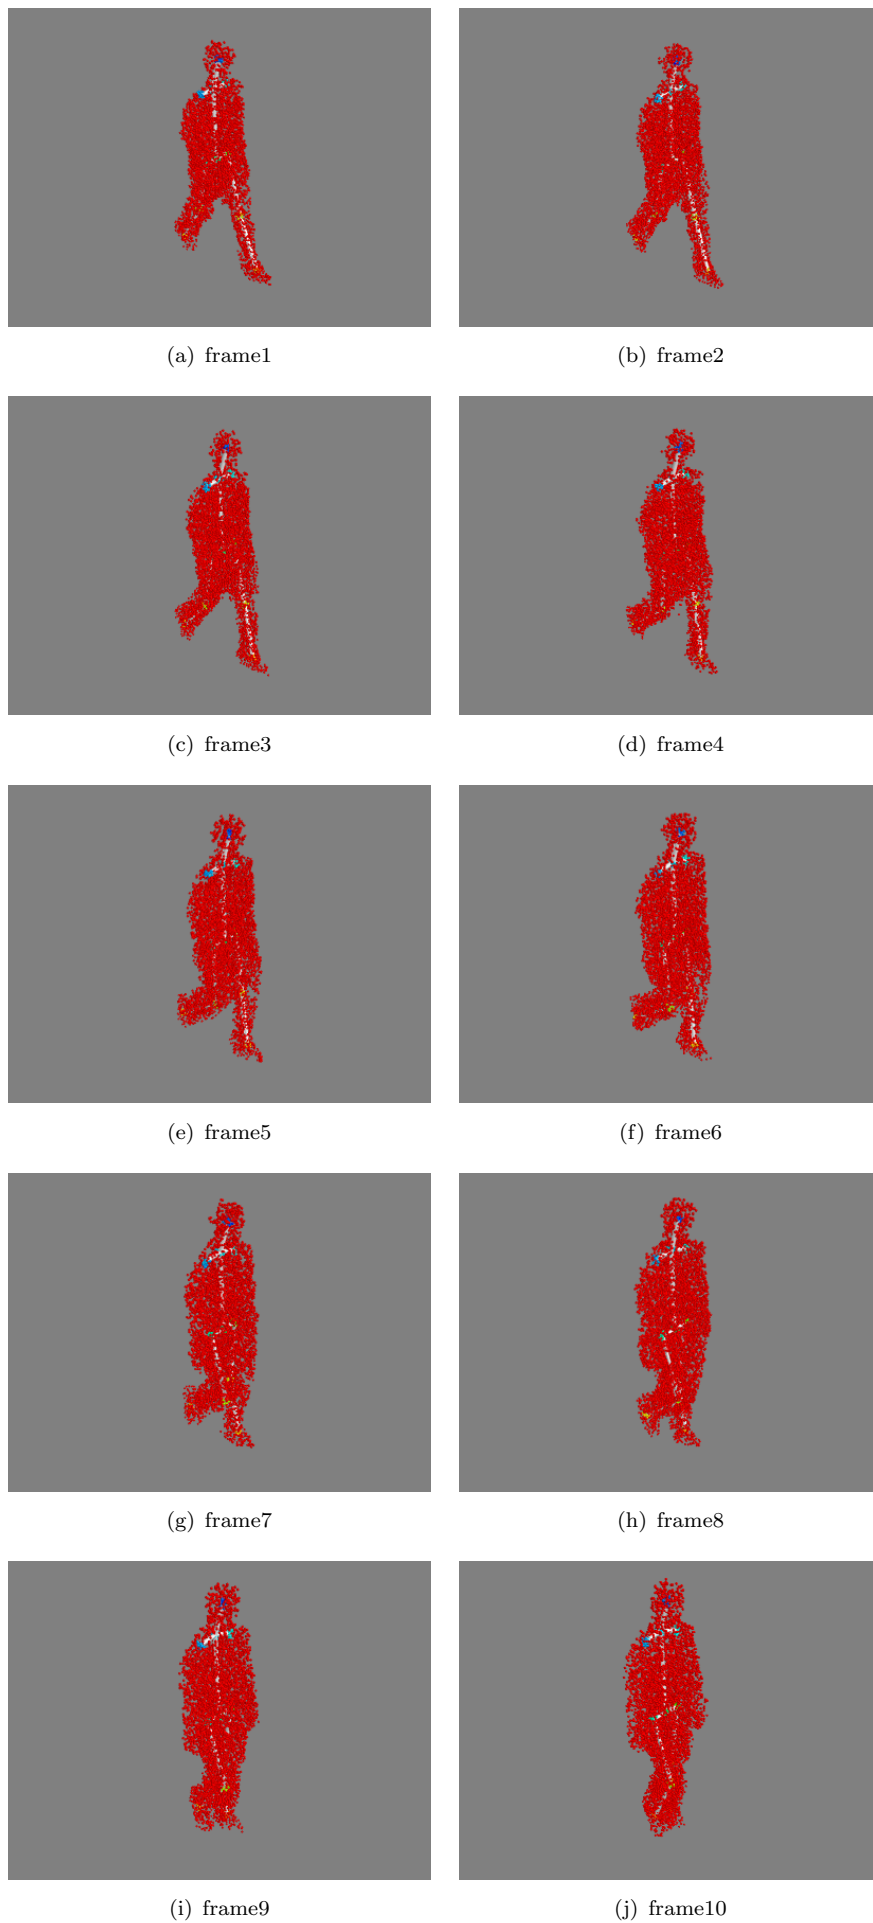 (a) frame1
(b) frame2
(c) frame3
(d) frame4
(e) frame5
(f) frame6
(g) frame7
(h) frame8
(i) frame9
(j) frame10